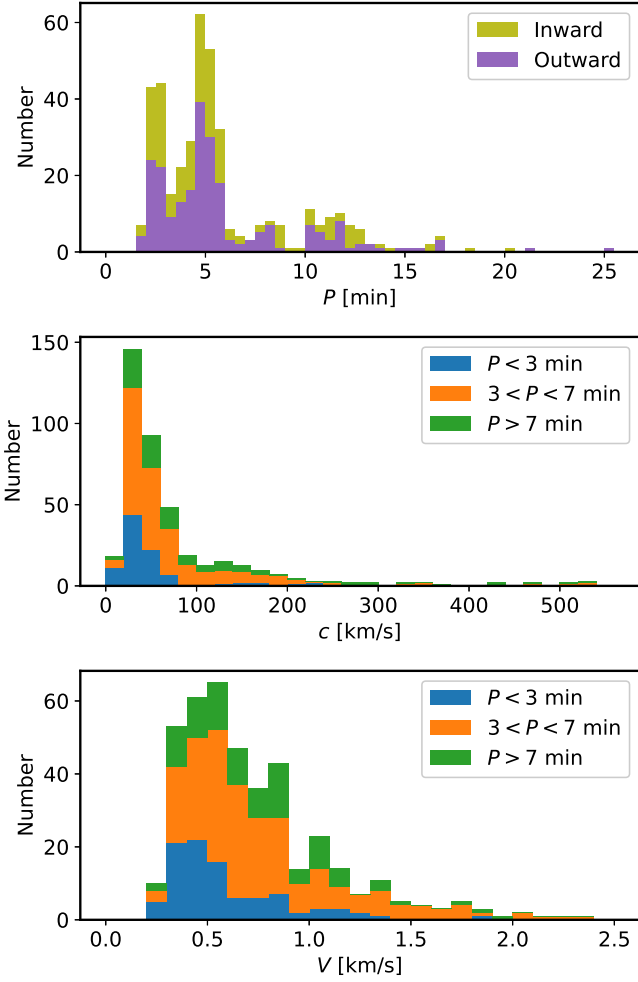 60
40
20
0
Number
Inward
Outward
0 5 10 15 20 25
P [min]
150
100
50
0
Number
P < 3 min
3 < P < 7 min
P > 7 min
0 100 200 300 400 500
c [km/s]
60
40
20
0
Number
P < 3 min
3 < P < 7 min
P > 7 min
0.0 0.5 1.0 1.5 2.0 2.5
V [km/s]